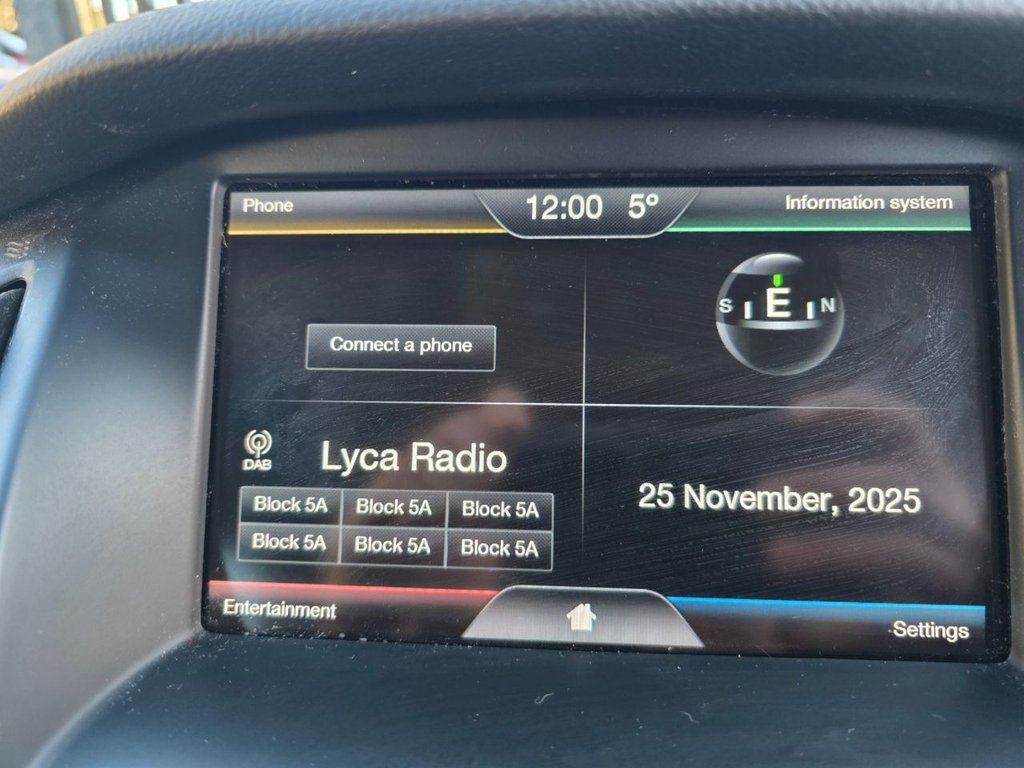 Phone
12:00 5°
Information system
S E N
Connect a phone
DAB
Lyca Radio
Block 5A Block 5A Block 5A
Block 5A Block 5A Block 5A
25 November, 2025
Entertainment
Settings